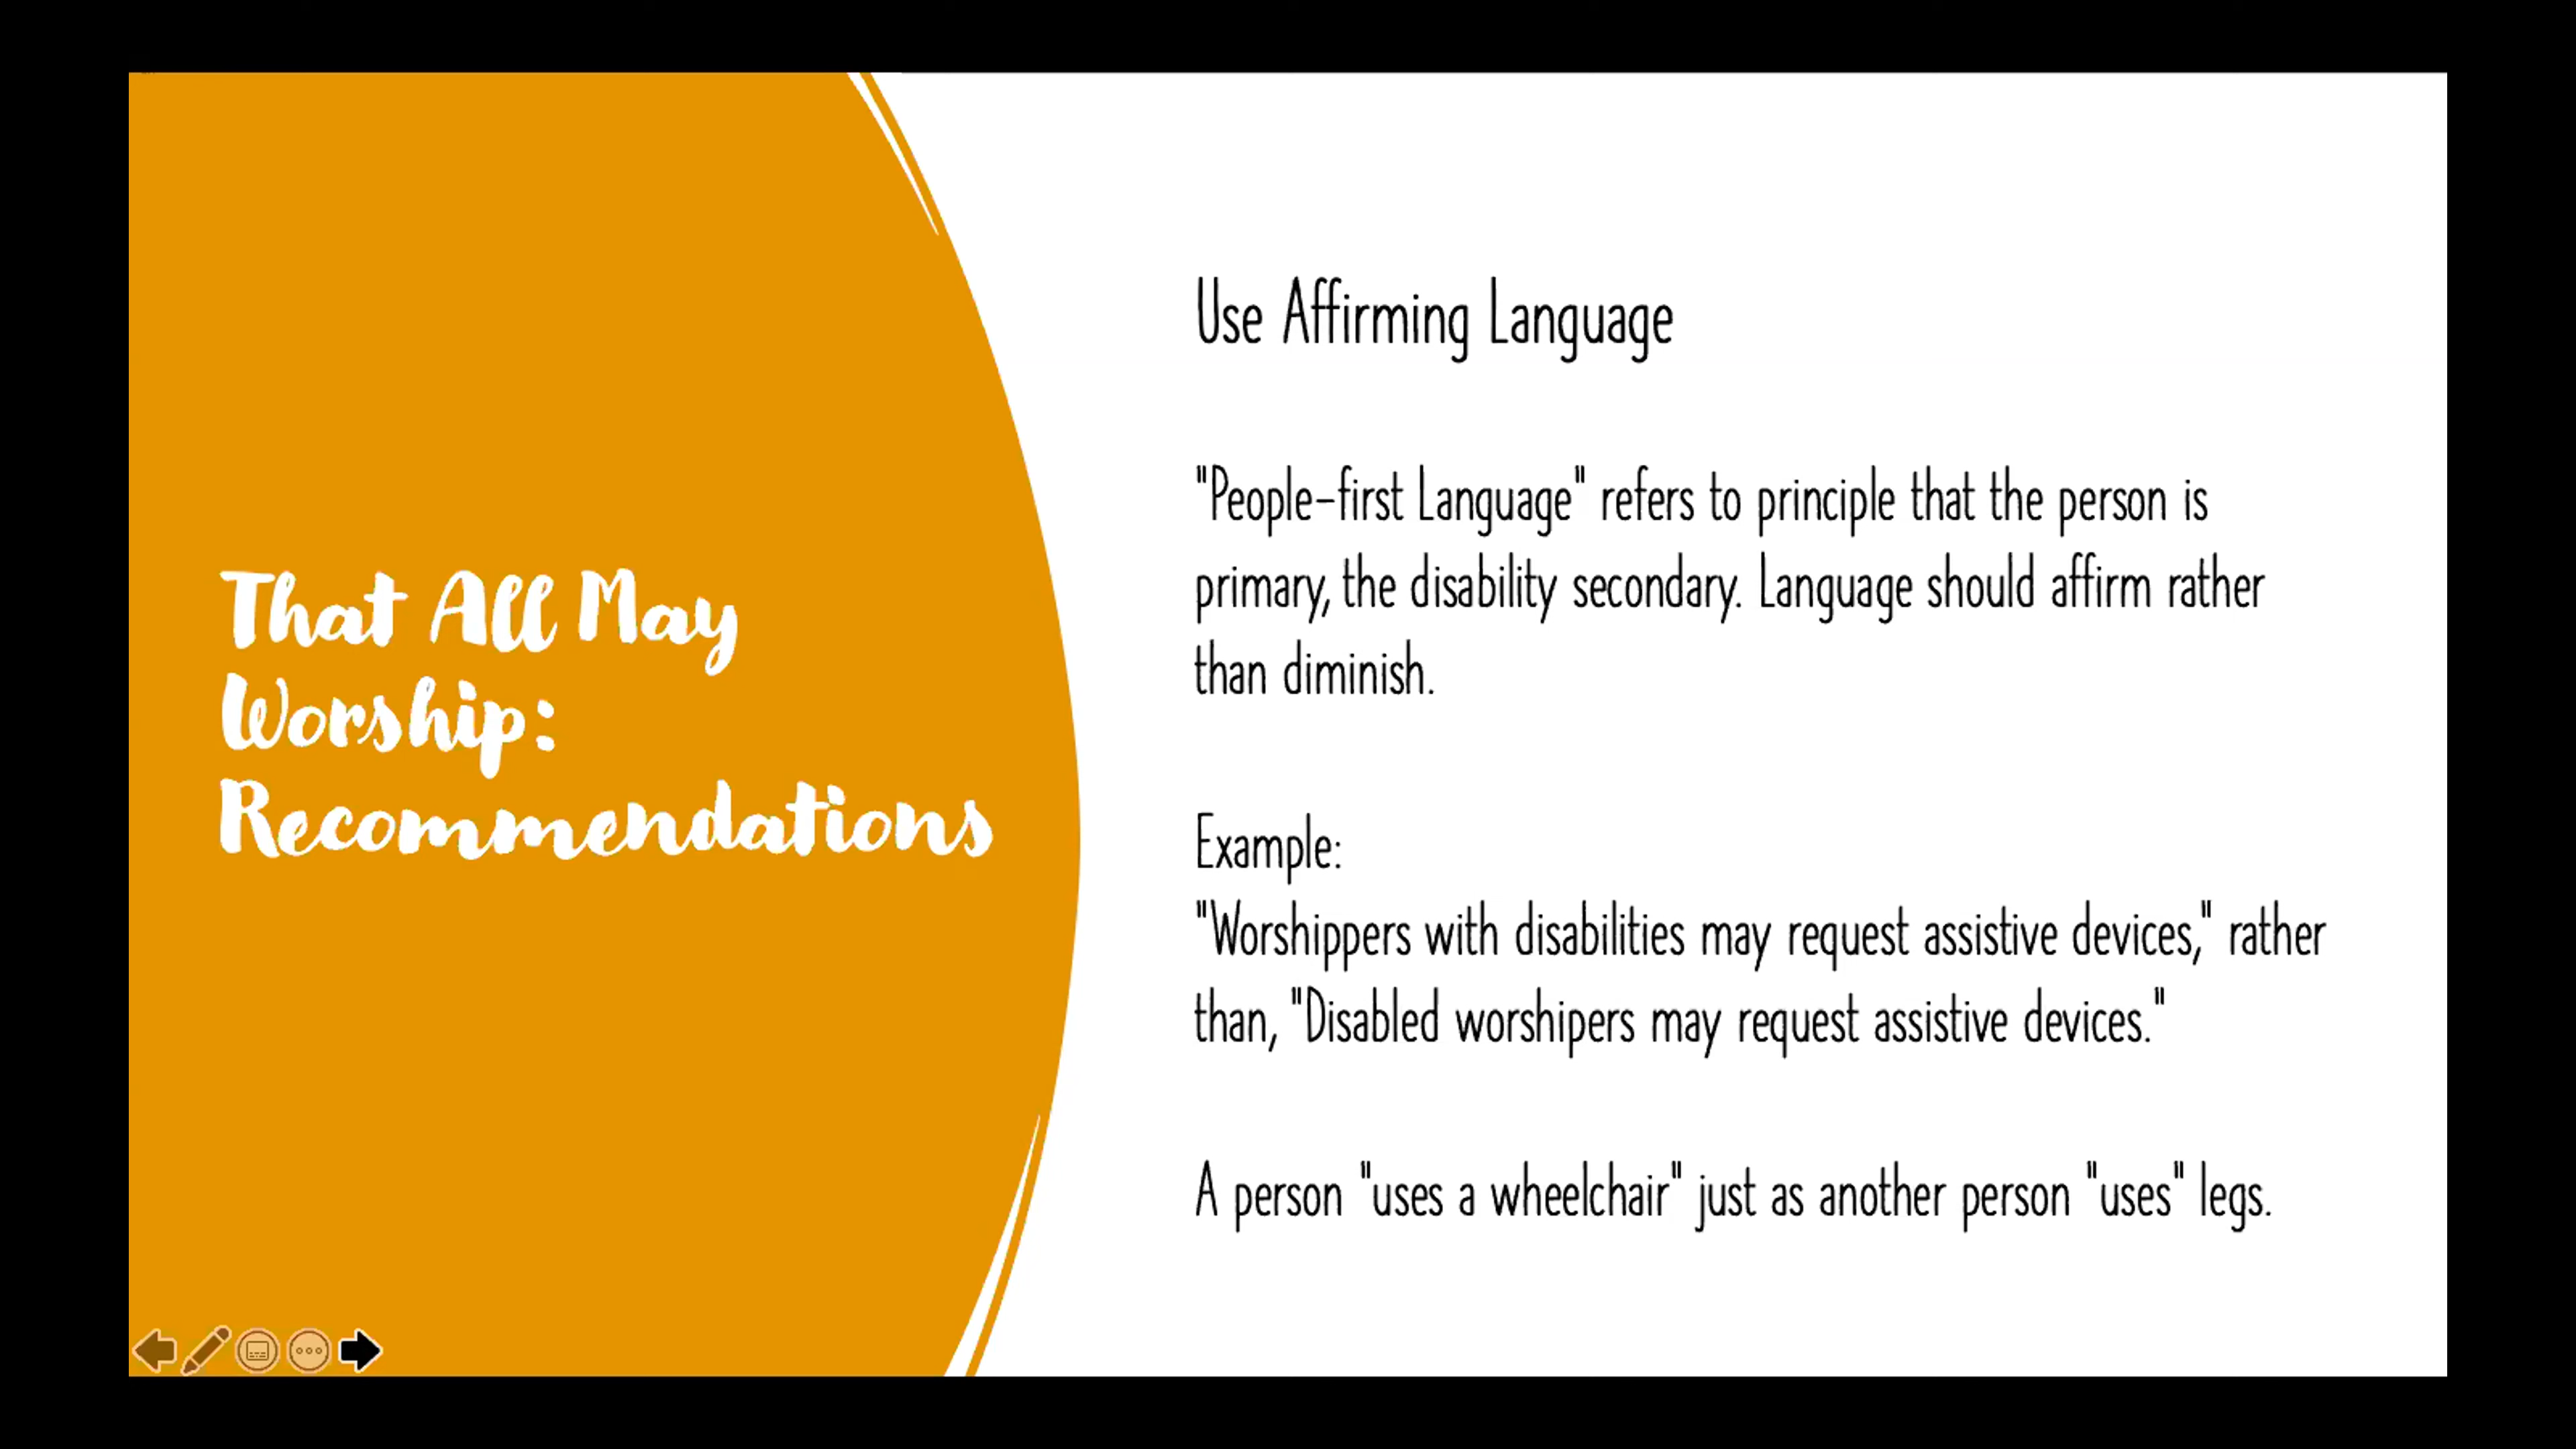 That All May
Worship:
Recommendations
Use Affirming Language
"People-first Language" refers to principle that the person is
primary, the disability secondary. Language should affirm rather
than diminish.
Example:
"Worshippers with disabilities may request assistive devices," rather
than, "Disabled worshipers may request assistive devices."
A person "uses a wheelchair" just as another person "uses" legs.